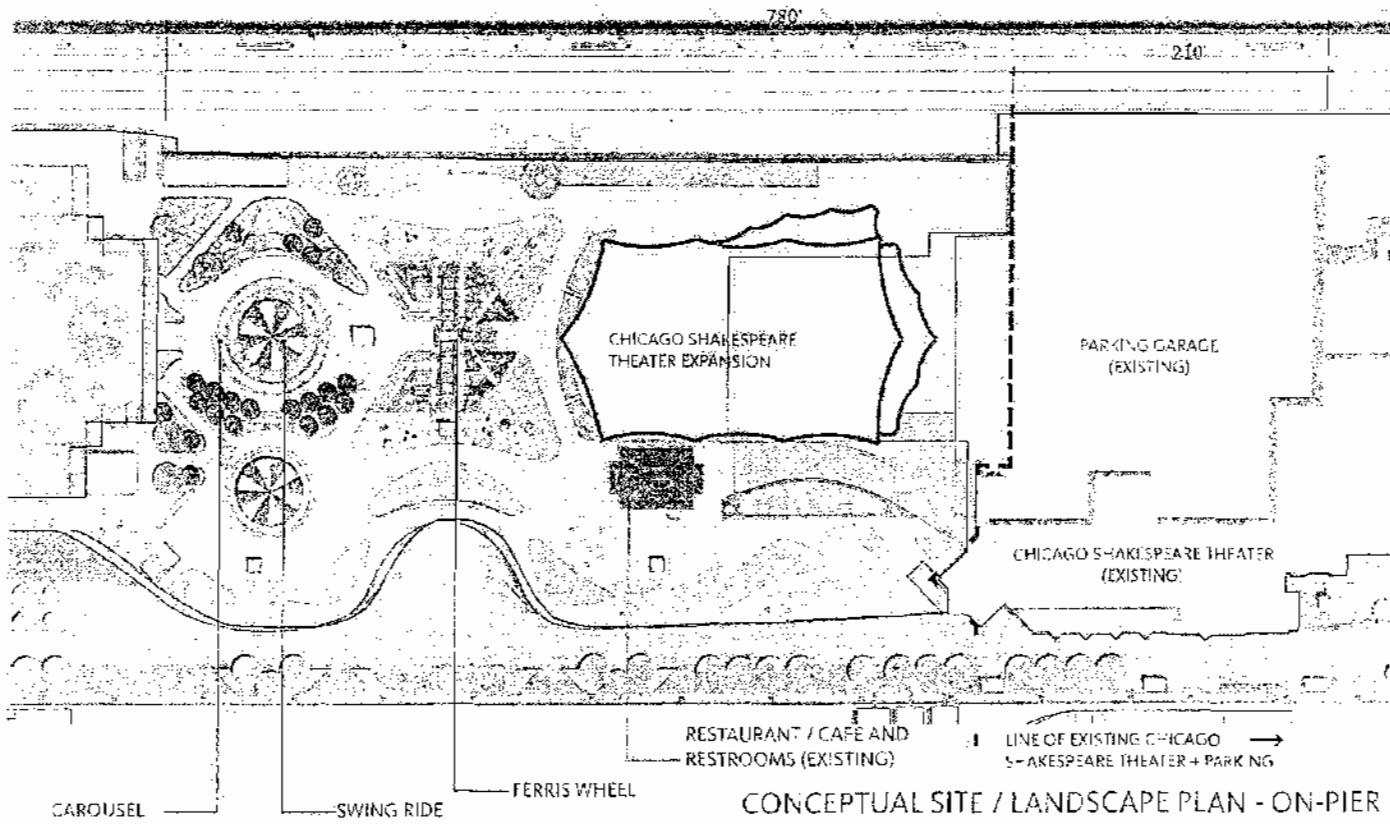 780'
210'
CHICAGO SHAKESPEARE
THEATER EXPANSION
PARKING GARAGE
(EXISTING)
CHICAGO SHAKESPEARE THEATER
(EXISTING)
RESTAURANT / CAFE AND
RESTROOMS (EXISTING)
LINE OF EXISTING CHICAGO
SHAKESPEARE THEATER + PARKING
FERRIS WHEEL
CAROUSEL
SWING RIDE
CONCEPTUAL SITE / LANDSCAPE PLAN - ON-PIER